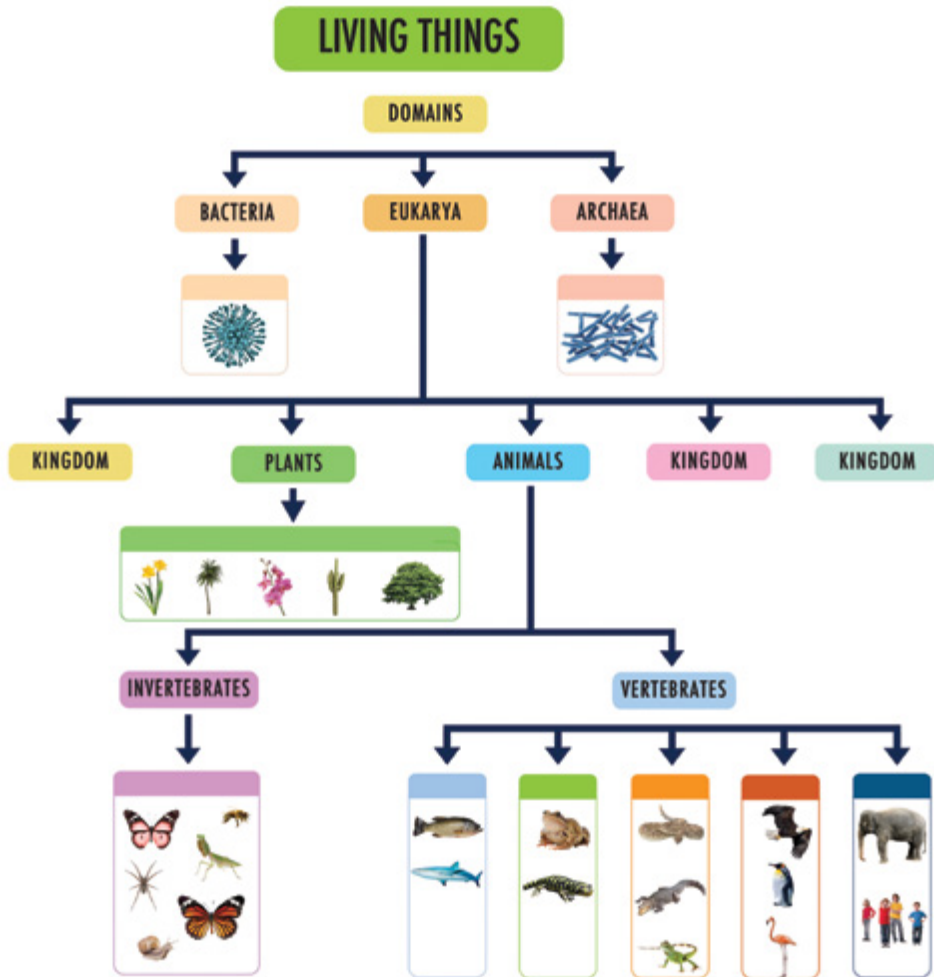 LIVING THINGS
DOMAINS
BACTERIA
EUKARYA
ARCHAEA
KINGDOM
PLANTS
ANIMALS
KINGDOM
KINGDOM
INVERTEBRATES
VERTEBRATES